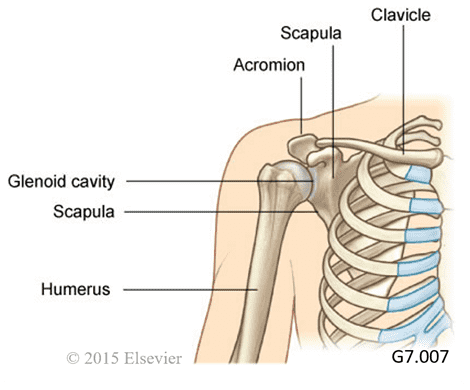 Clavicle
Scapula
Acromion
Glenoid cavity
Scapula
Humerus
© 2015 Elsevier
G7.007